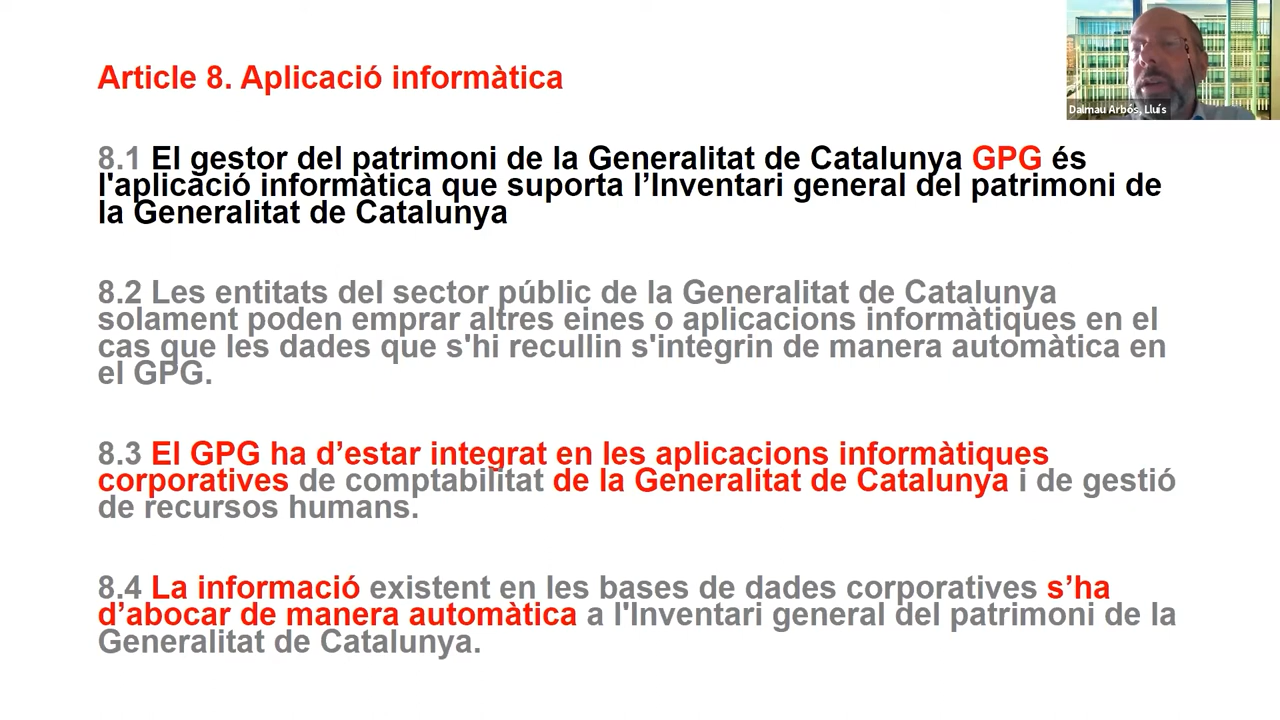 Article 8. Aplicació informàtica
Dalmau Arbós, Lluís
8.1 El gestor del patrimoni de la Generalitat de Catalunya GPG és
l'aplicació informàtica que suporta l’Inventari general del patrimoni de
la Generalitat de Catalunya
8.2 Les entitats del sector públic de la Generalitat de Catalunya
solament poden emprar altres eines o aplicacions informàtiques en el
cas que les dades que s'hi recullin s'integrin de manera automàtica en
el GPG.
8.3 El GPG ha d’estar integrat en les aplicacions informàtiques
corporatives de comptabilitat de la Generalitat de Catalunya i de gestió
de recursos humans.
8.4 La informació existent en les bases de dades corporatives s’ha
d’abocar de manera automàtica a l'Inventari general del patrimoni de la
Generalitat de Catalunya.